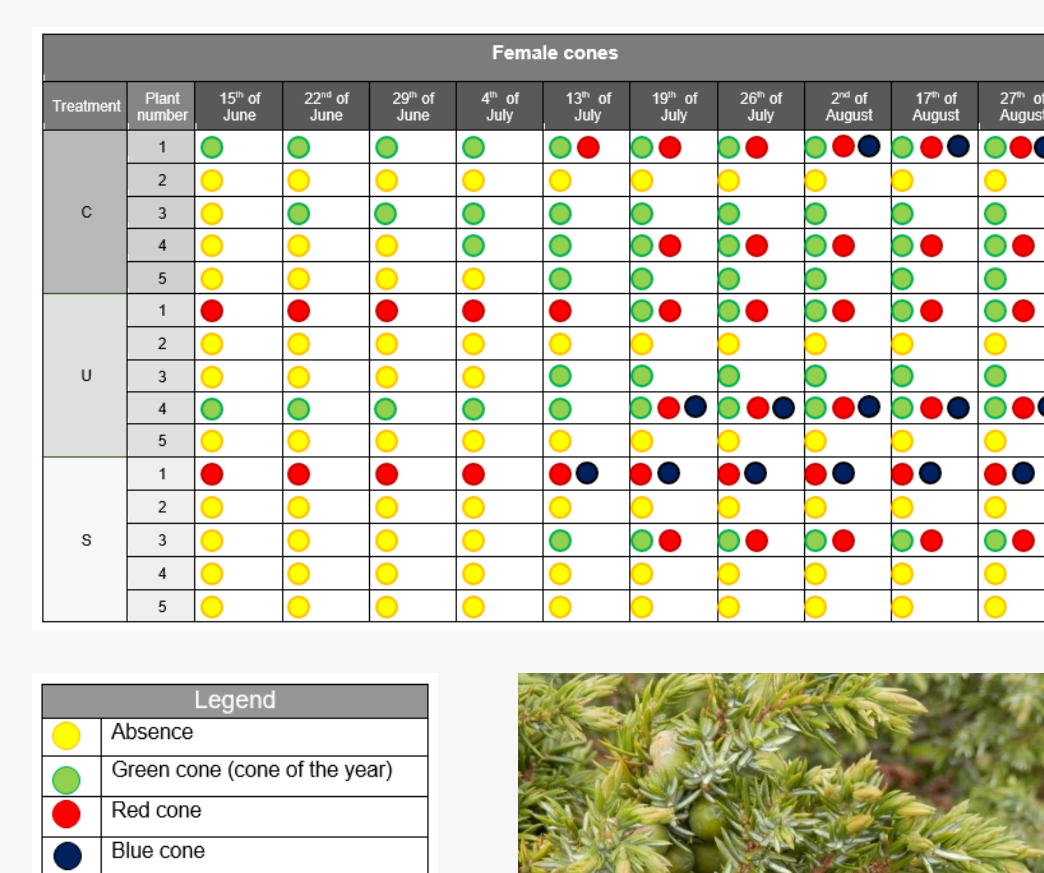 Female cones
Treatment Plant number 15th of June 22nd of June 29th of June 4th of July 13th of July 19th of July 26th of July 2nd of August 17th of August 27th of August
C
1
2
3
4
5
U
1
2
3
4
5
S
1
2
3
4
5
Legend
Absence
Green cone (cone of the year)
Red cone
Blue cone